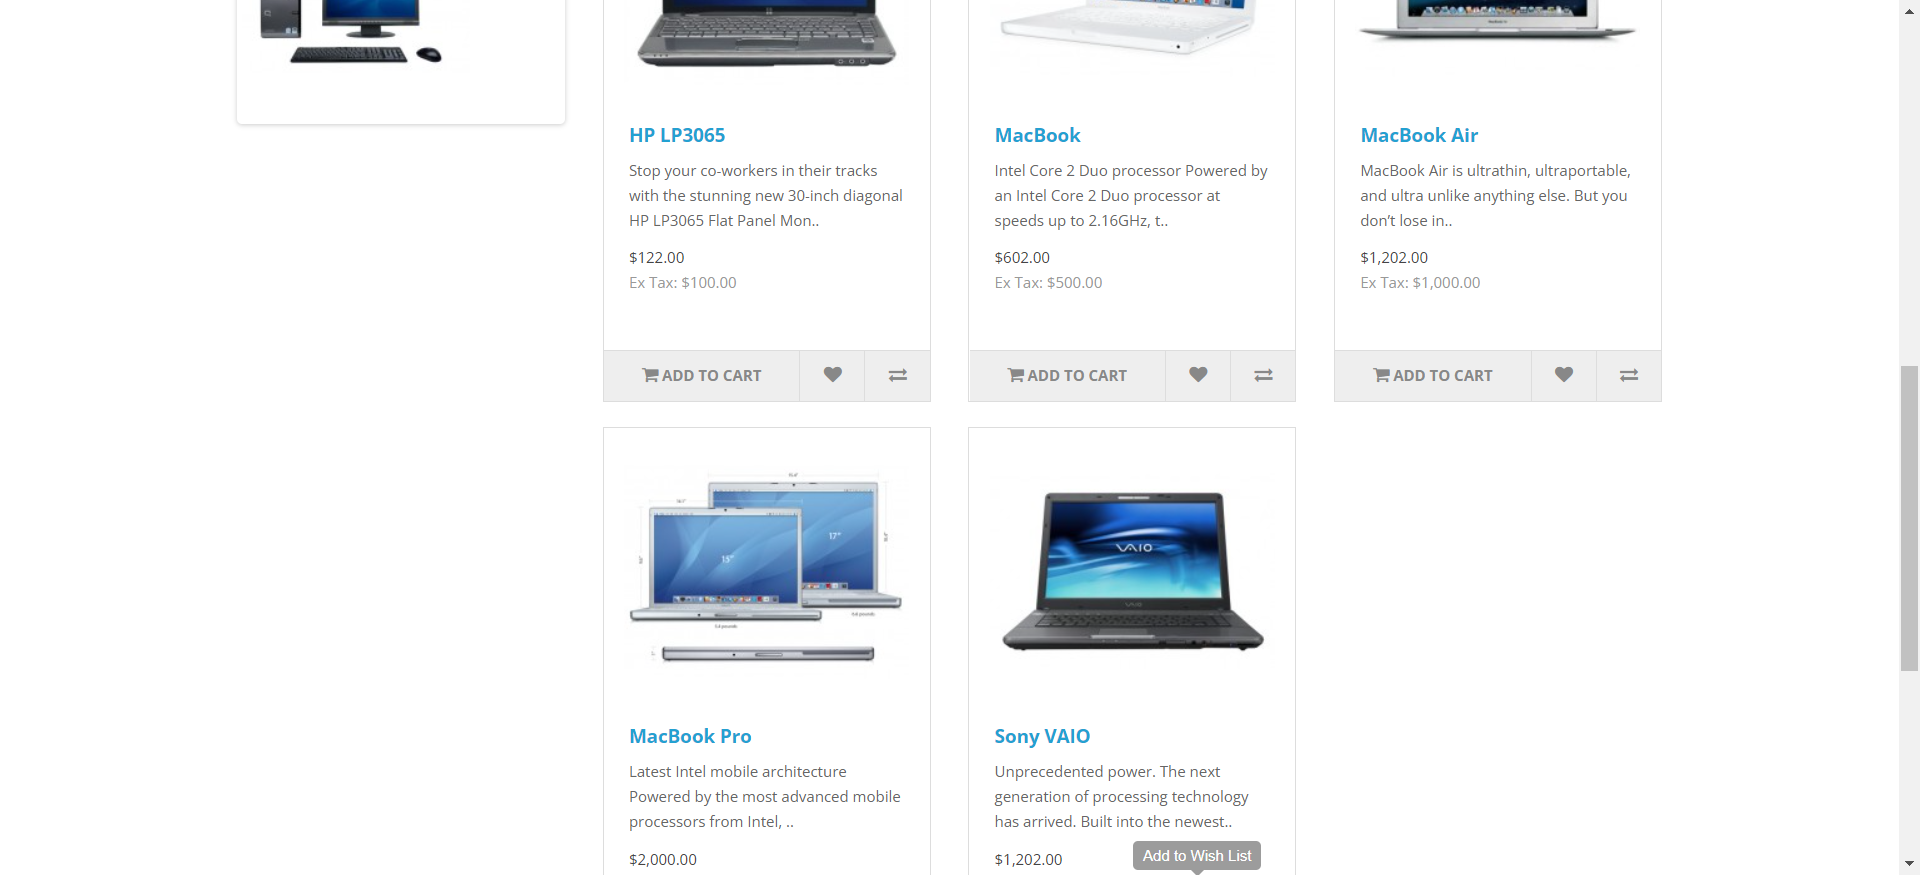 HP LP3065
Stop your co-workers in their tracks
with the stunning new 30-inch diagonal
HP LP3065 Flat Panel Mon..
$122.00
Ex Tax: $100.00
ADD TO CART
MacBook
Intel Core 2 Duo processor Powered by
an Intel Core 2 Duo processor at
speeds up to 2.16GHz, t..
$602.00
Ex Tax: $500.00
ADD TO CART
MacBook Air
MacBook Air is ultrathin, ultraportable,
and ultra unlike anything else. But you
don’t lose in..
$1,202.00
Ex Tax: $1,000.00
ADD TO CART
15"
17"
MacBook Pro
Latest Intel mobile architecture
Powered by the most advanced mobile
processors from Intel, ..
$2,000.00
VAIO
Sony VAIO
Unprecedented power. The next
generation of processing technology
has arrived. Built into the newest..
$1,202.00
Add to Wish List